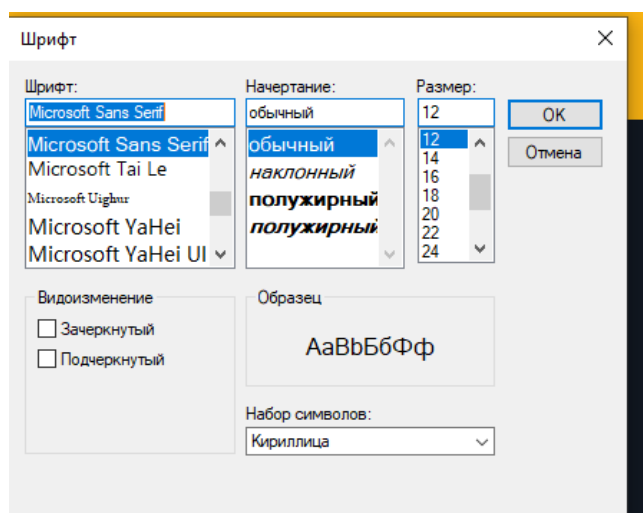 Шрифт
Шрифт:
Microsoft Sans Serif
Microsoft Sans Serif
Microsoft Tai Le
Microsoft Uighur
Microsoft YaHei
Microsoft YaHei UI
Начертание:
обычный
обычный
наклонный
полужирный
полужирный
Размер:
12
12
14
16
18
20
22
24
OK
Отмена
Видоизменение
Зачеркнутый
Подчеркнутый
Образец
AaBbБбФф
Набор символов:
Кириллица